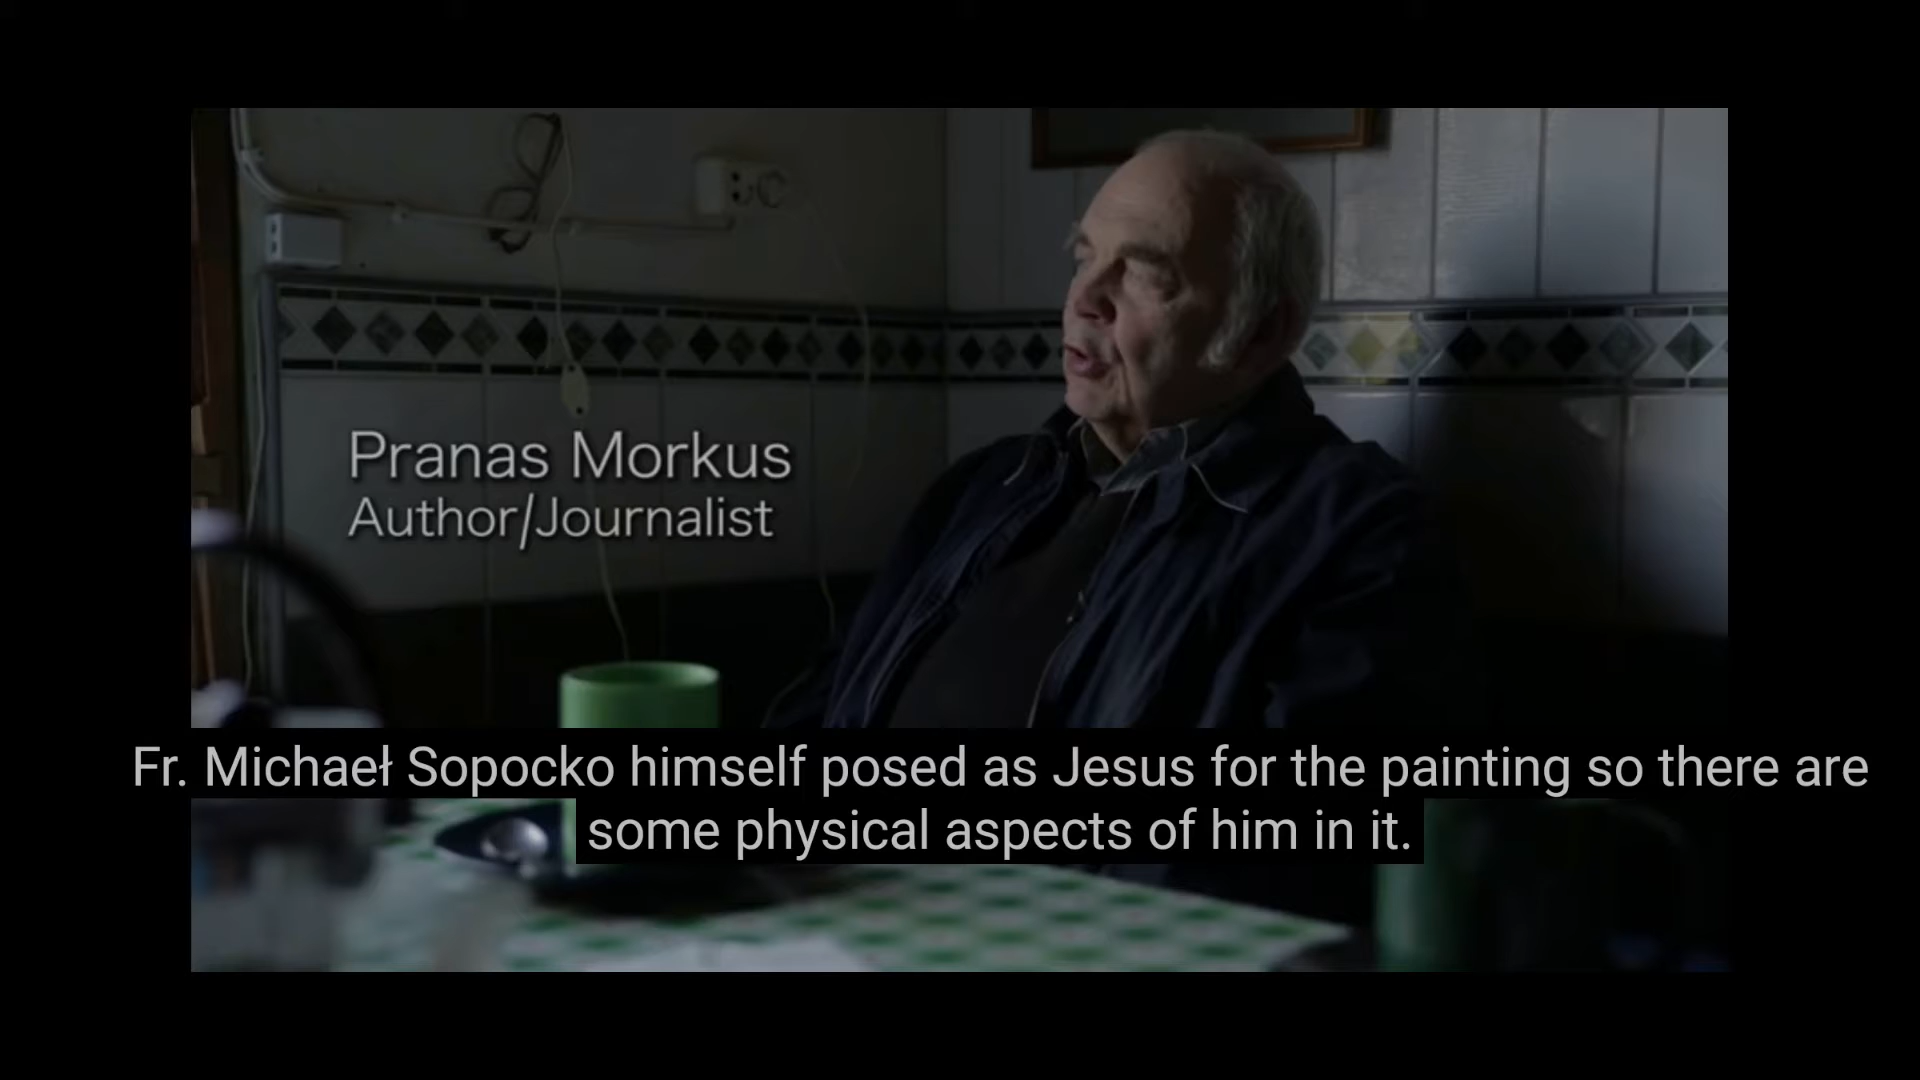 Pranas Morkus
Author/Journalist
Fr. Michaeł Sopocko himself posed as Jesus for the painting so there are
some physical aspects of him in it.